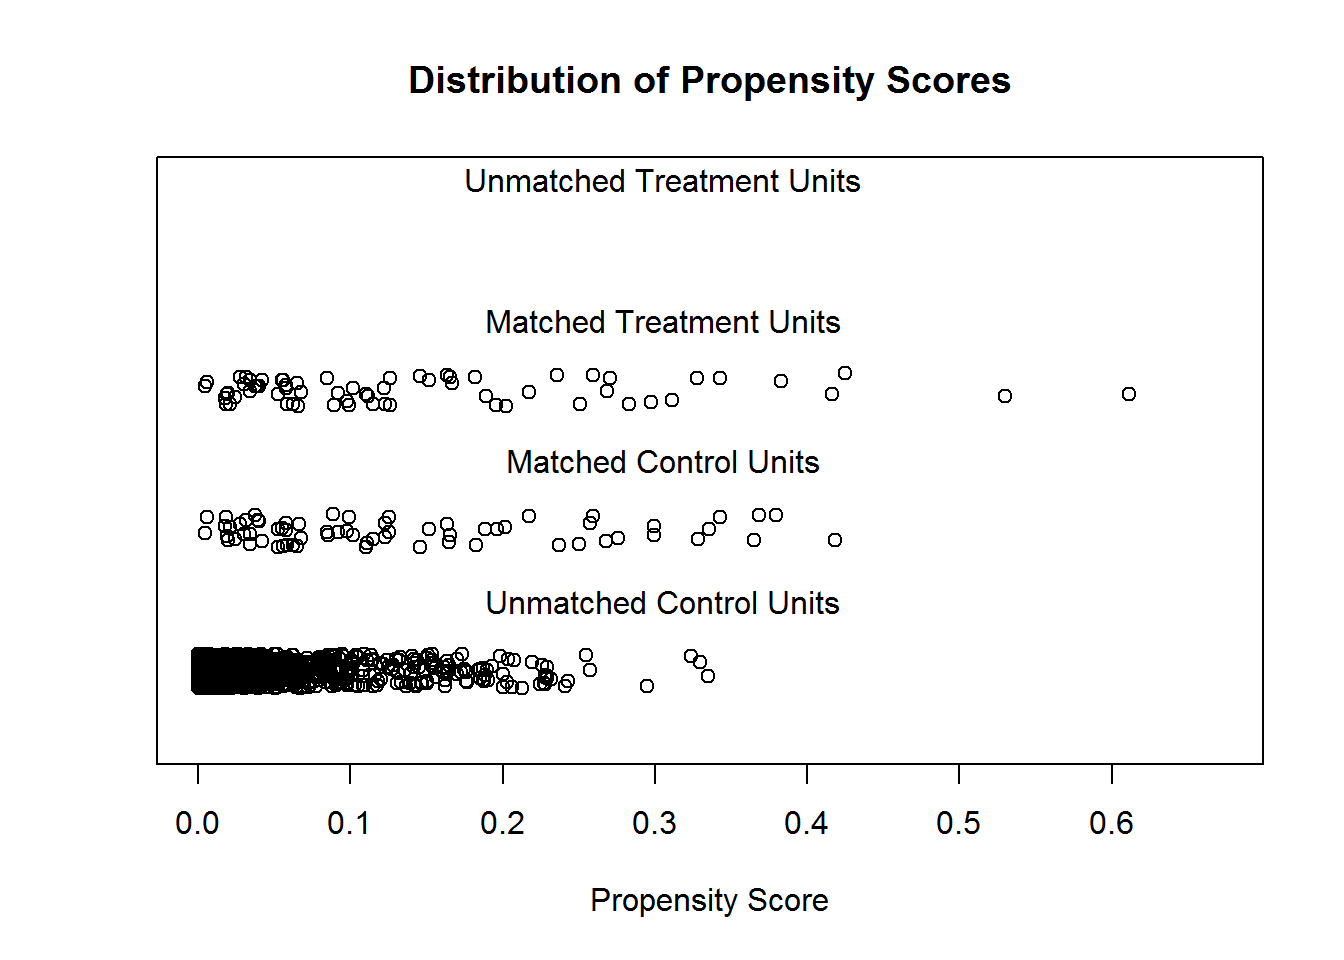 Distribution of Propensity Scores
Unmatched Treatment Units
Matched Treatment Units
Matched Control Units
Unmatched Control Units
0.0 0.1 0.2 0.3 0.4 0.5 0.6
Propensity Score